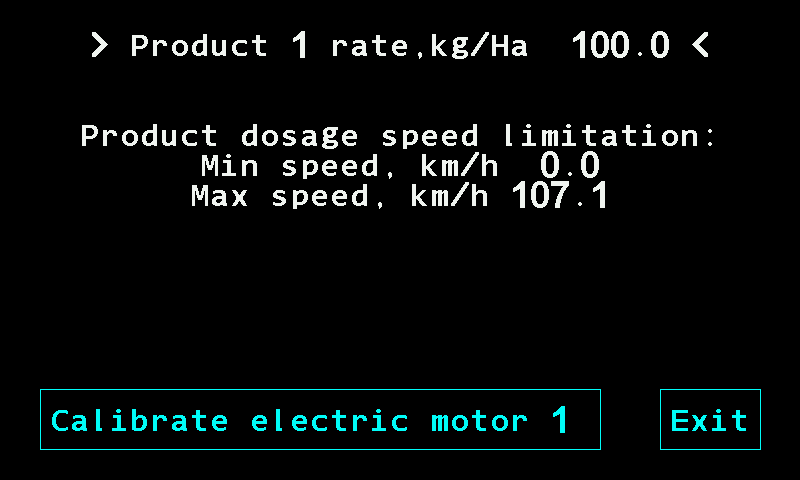 > Product 1 rate,kg/Ha 100.0 <
Product dosage speed limitation:
Min speed, km/h 0.0
Max speed, km/h 107.1
Calibrate electric motor 1
Exit